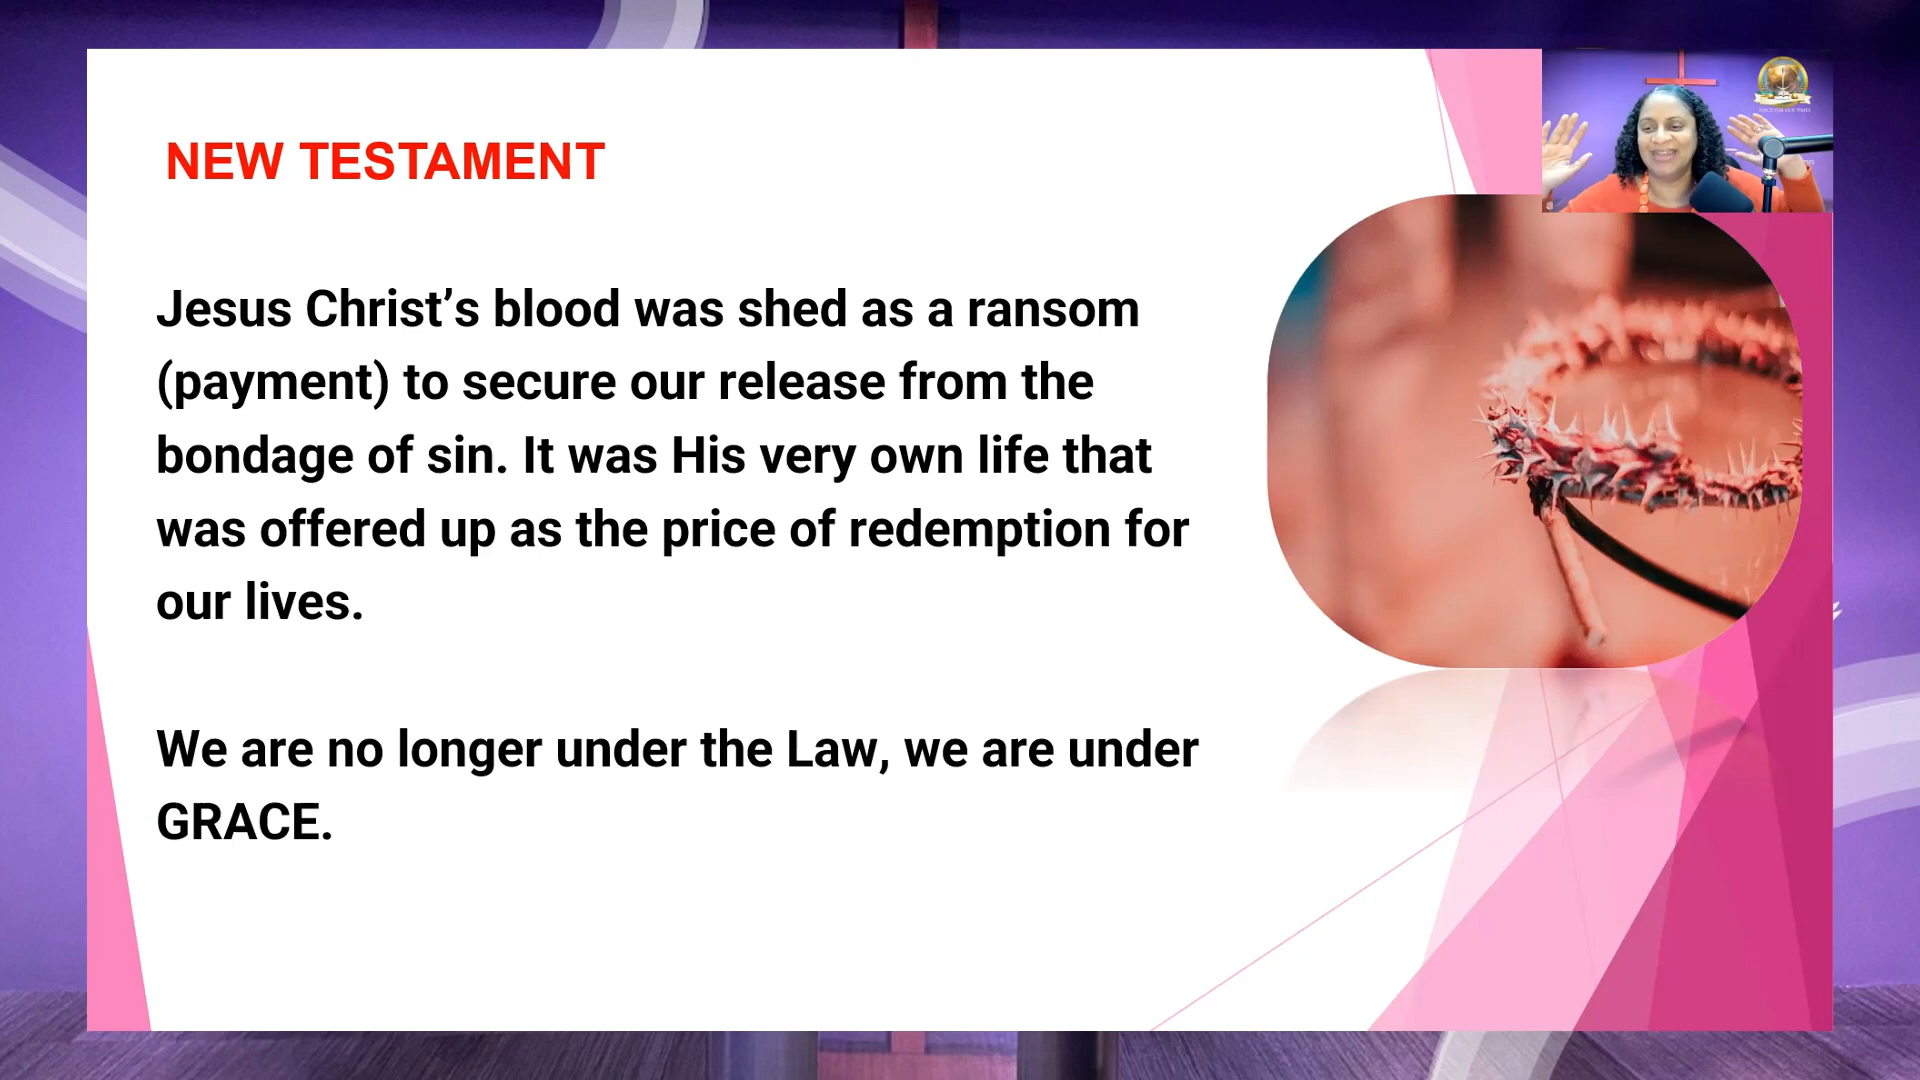 NEW TESTAMENT
Jesus Christ’s blood was shed as a ransom
(payment) to secure our release from the
bondage of sin. It was His very own life that
was offered up as the price of redemption for
our lives.
We are no longer under the Law, we are under
GRACE.